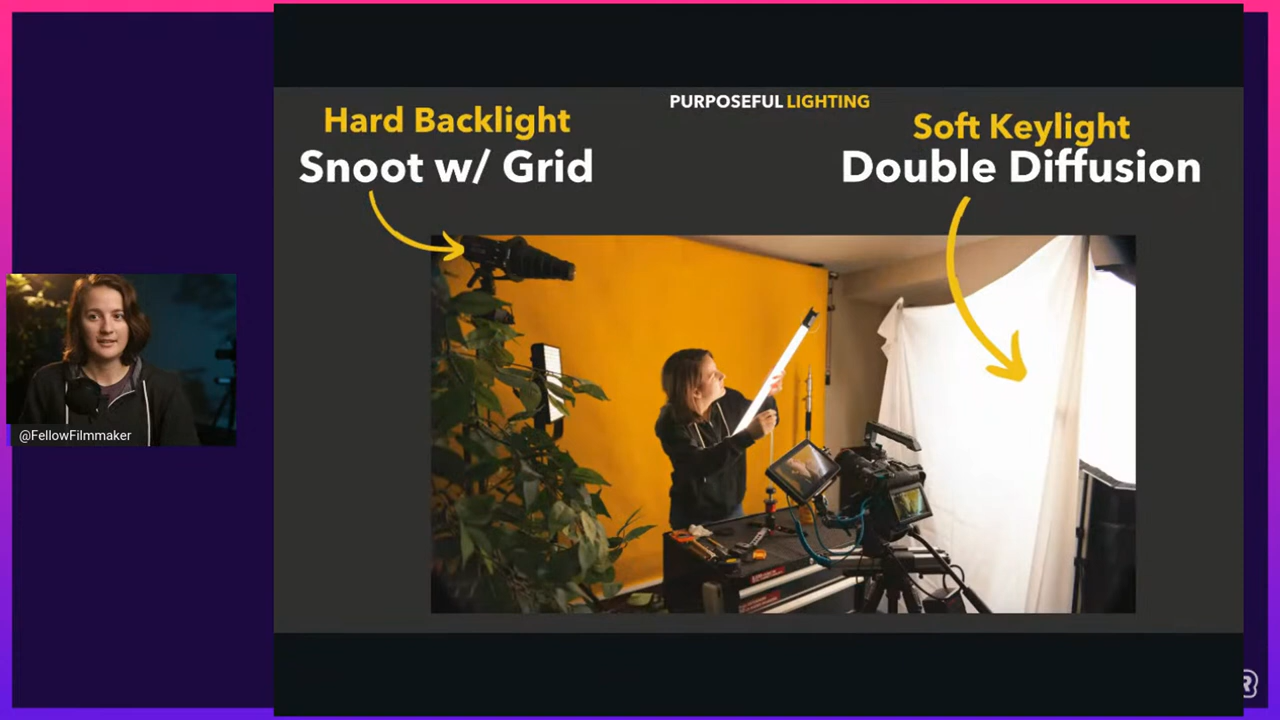 PURPOSEFUL LIGHTING
Hard Backlight
Snoot w/ Grid
Soft Keylight
Double Diffusion
@FellowFilmmaker
R